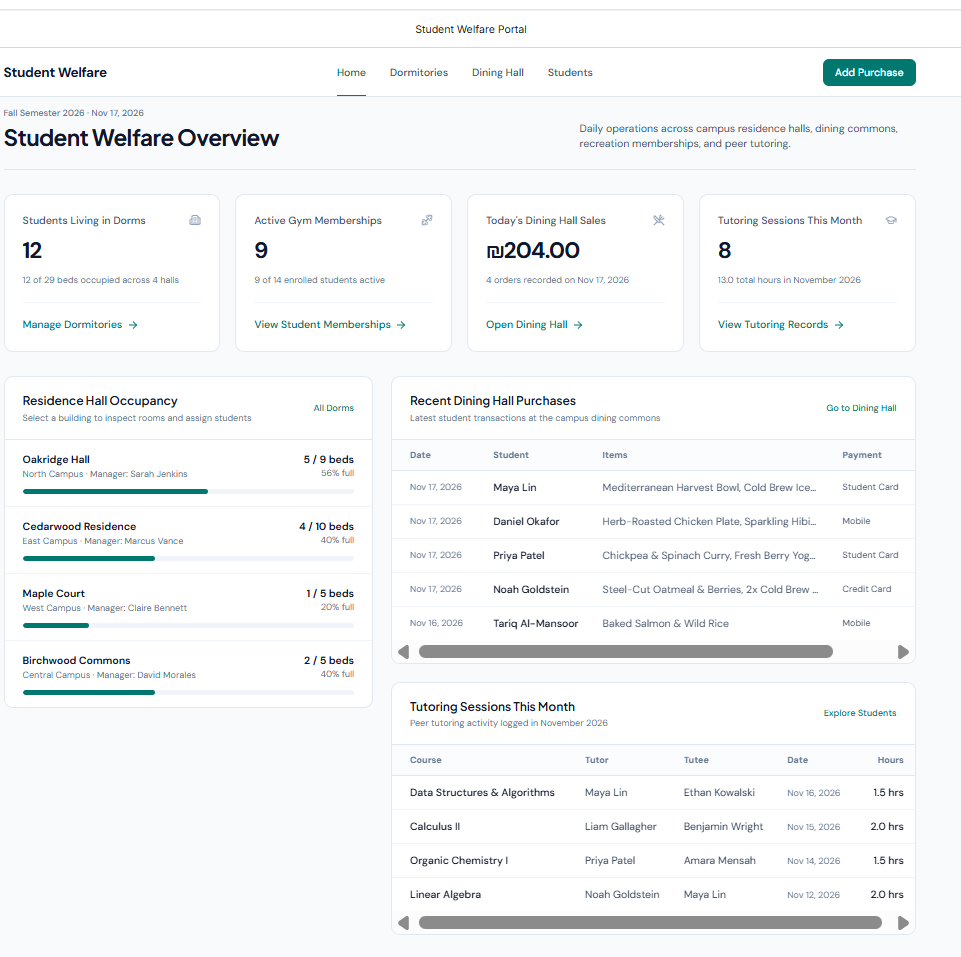 Student Welfare Portal
Student Welfare
Home Dormitories Dining Hall Students
Add Purchase
Fall Semester 2026 · Nov 17, 2026
Student Welfare Overview
Daily operations across campus residence halls, dining commons,
recreation memberships, and peer tutoring.
Students Living in Dorms
12
12 of 29 beds occupied across 4 halls
Manage Dormitories →
Active Gym Memberships
9
9 of 14 enrolled students active
View Student Memberships →
Today's Dining Hall Sales
₪204.00
4 orders recorded on Nov 17, 2026
Open Dining Hall →
Tutoring Sessions This Month
8
13.0 total hours in November 2026
View Tutoring Records →
Residence Hall Occupancy
Select a building to inspect rooms and assign students
All Dorms
Oakridge Hall 5 / 9 beds
North Campus · Manager: Sarah Jenkins 56% full
Cedarwood Residence 4 / 10 beds
East Campus · Manager: Marcus Vance 40% full
Maple Court 1 / 5 beds
West Campus · Manager: Claire Bennett 20% full
Birchwood Commons 2 / 5 beds
Central Campus · Manager: David Morales 40% full
Recent Dining Hall Purchases
Latest student transactions at the campus dining commons
Go to Dining Hall
Date Student Items Payment
Nov 17, 2026 Maya Lin Mediterranean Harvest Bowl, Cold Brew Ice... Student Card
Nov 17, 2026 Daniel Okafor Herb-Roasted Chicken Plate, Sparkling Hibi... Mobile
Nov 17, 2026 Priya Patel Chickpea & Spinach Curry, Fresh Berry Yog... Student Card
Nov 17, 2026 Noah Goldstein Steel-Cut Oatmeal & Berries, 2x Cold Brew ... Credit Card
Nov 16, 2026 Tariq Al-Mansoor Baked Salmon & Wild Rice Mobile
Tutoring Sessions This Month
Peer tutoring activity logged in November 2026
Explore Students
Course Tutor Tutee Date Hours
Data Structures & Algorithms Maya Lin Ethan Kowalski Nov 16, 2026 1.5 hrs
Calculus II Liam Gallagher Benjamin Wright Nov 15, 2026 2.0 hrs
Organic Chemistry I Priya Patel Amara Mensah Nov 14, 2026 1.5 hrs
Linear Algebra Noah Goldstein Maya Lin Nov 12, 2026 2.0 hrs